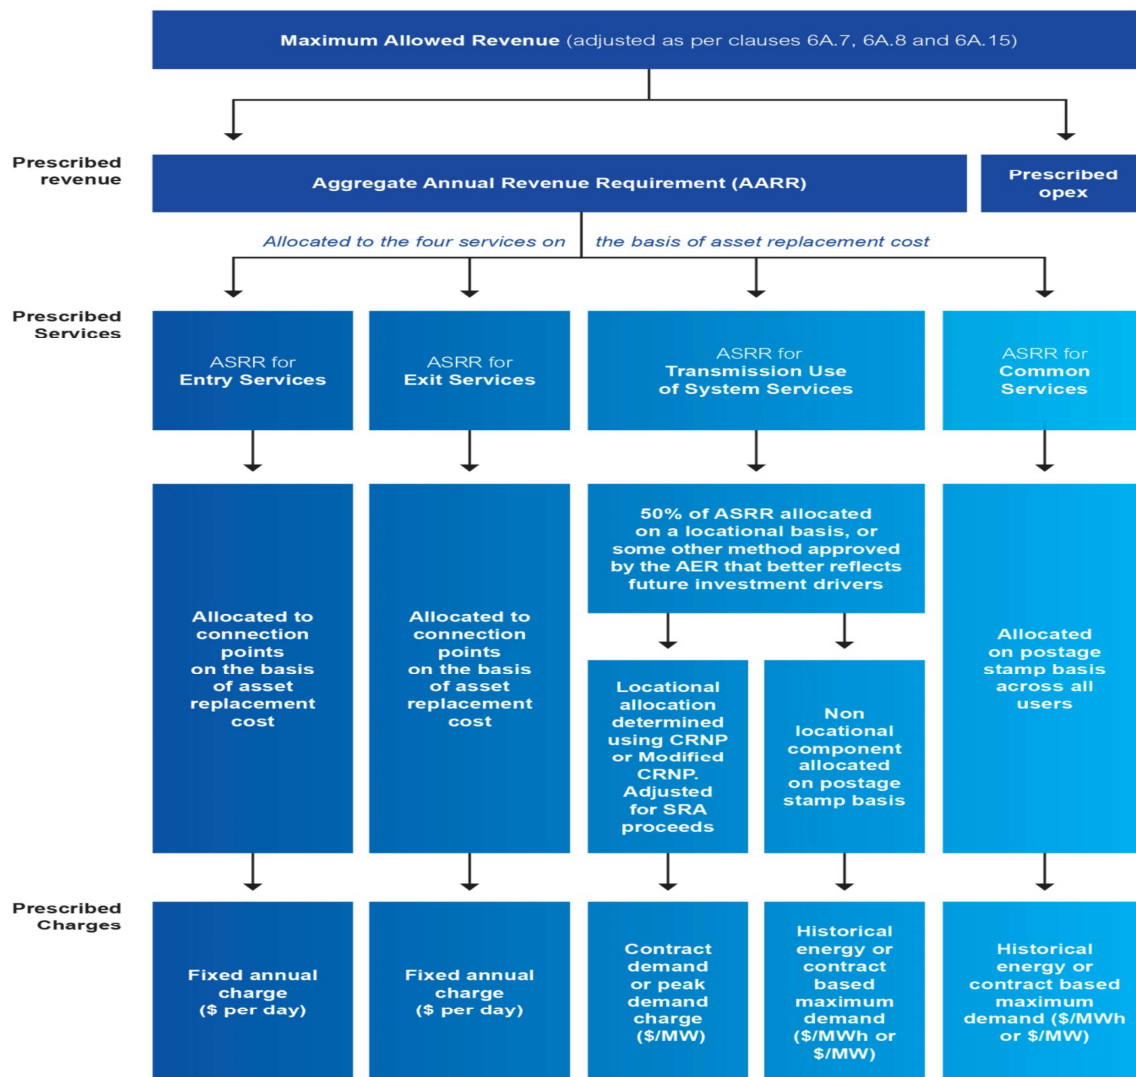 Maximum Allowed Revenue (adjusted as per clauses 6A.7, 6A.8 and 6A.15)
Prescribed
revenue
Aggregate Annual Revenue Requirement (AARR)
Prescribed
opex
Allocated to the four services on the basis of asset replacement cost
Prescribed
Services
ASRR for
Entry Services
ASRR for
Exit Services
ASRR for
Transmission Use
of System Services
ASRR for
Common
Services
Allocated to
connection
points
on the basis
of asset
replacement
cost
Allocated to
connection
points
on the basis
of asset
replacement
cost
50% of ASRR allocated
on a locational basis, or
some other method approved
by the AER that better reflects
future investment drivers
Locational
allocation
determined
using CRNP
or Modified
CRNP.
Adjusted
for SRA
proceeds
Non
locational
component
allocated
on postage
stamp basis
Allocated
on postage
stamp basis
across all
users
Prescribed
Charges
Fixed annual
charge
($ per day)
Fixed annual
charge
($ per day)
Contract
demand
or peak
demand
charge
($/MW)
Historical
energy or
contract
based
maximum
demand
($/MWh or
$/MW)
Historical
energy or
contract based
maximum
demand ($/MWh
or $/MW)